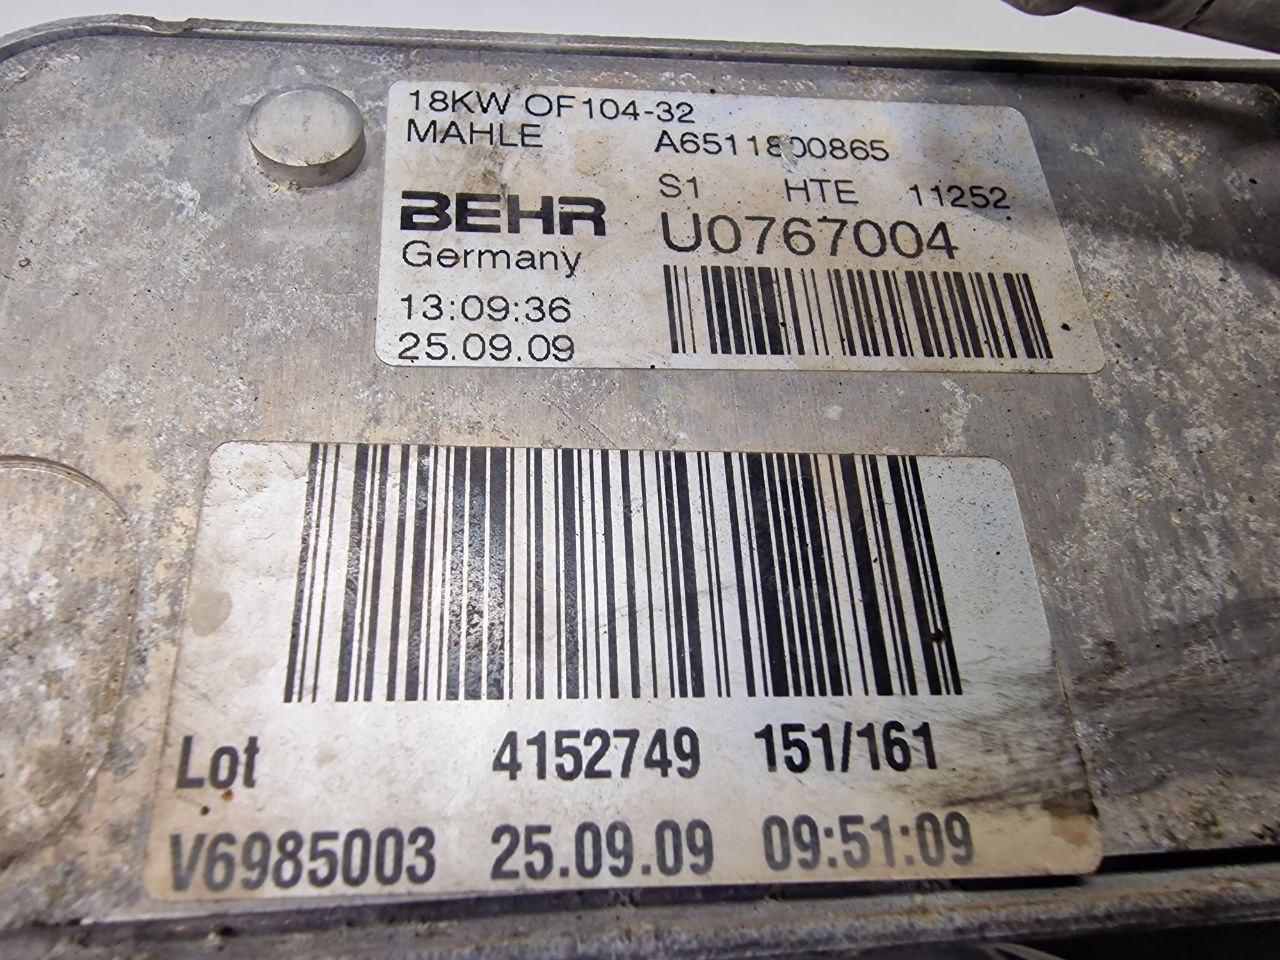 18KW OF104-32
MAHLE A6511800865
S1 HTE 11252
BEHR U0767004
Germany
13:09:36
25.09.09
Lot 4152749 151/161
V6985003 25.09.09 09:51:09